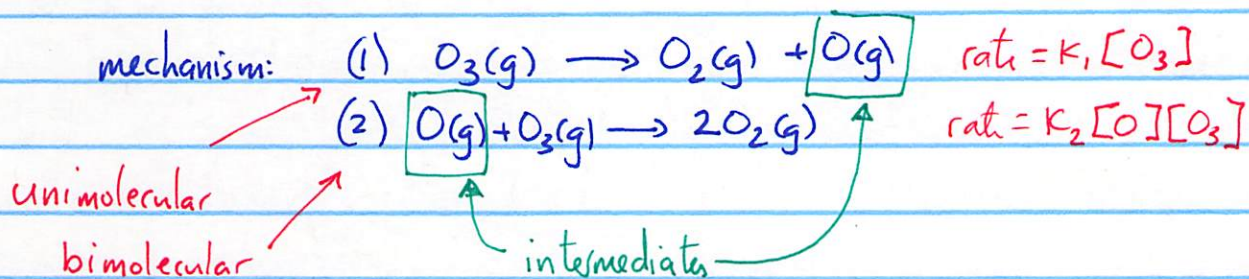 mechanism: (1) O₃(g) → O₂(g) + O(g) rate = K₁[O₃]
(2) O(g) + O₃(g) → 2O₂(g) rate = K₂[O][O₃]
unimolecular
bimolecular
intermediates